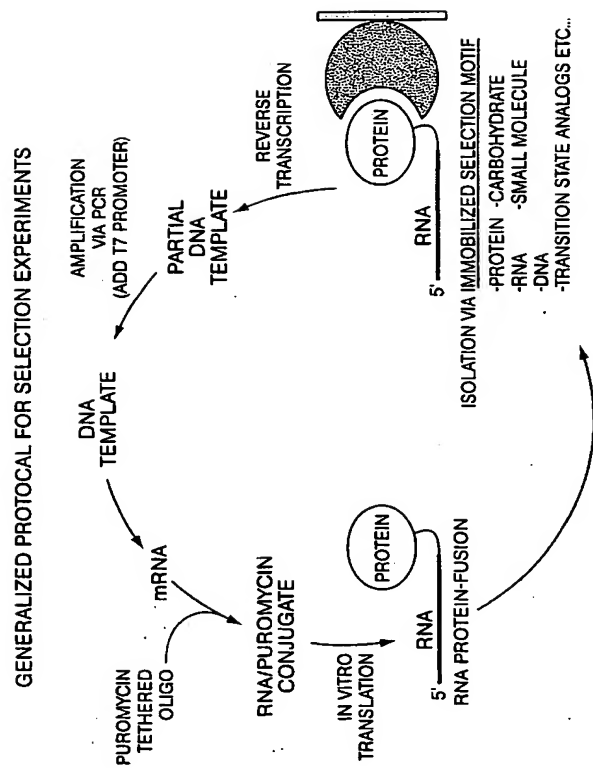 GENERALIZED PROTOCAL FOR SELECTION EXPERIMENTS
AMPLIFICATION
VIA PCR
(ADD T7 PROMOTER)
DNA
TEMPLATE
PARTIAL
DNA
TEMPLATE
REVERSE
TRANSCRIPTION
mRNA
PUROMYCIN
TETHERED
OLIGO
RNA/PUROMYCIN
CONJUGATE
IN VITRO
TRANSLATION
PROTEIN
RNA
5'
RNA PROTEIN-FUSION
PROTEIN
RNA
5'
ISOLATION VIA IMMOBILIZED SELECTION MOTIF
-PROTEIN -CARBOHYDRATE
-RNA -SMALL MOLECULE
-DNA
-TRANSITION STATE ANALOGS ETC...